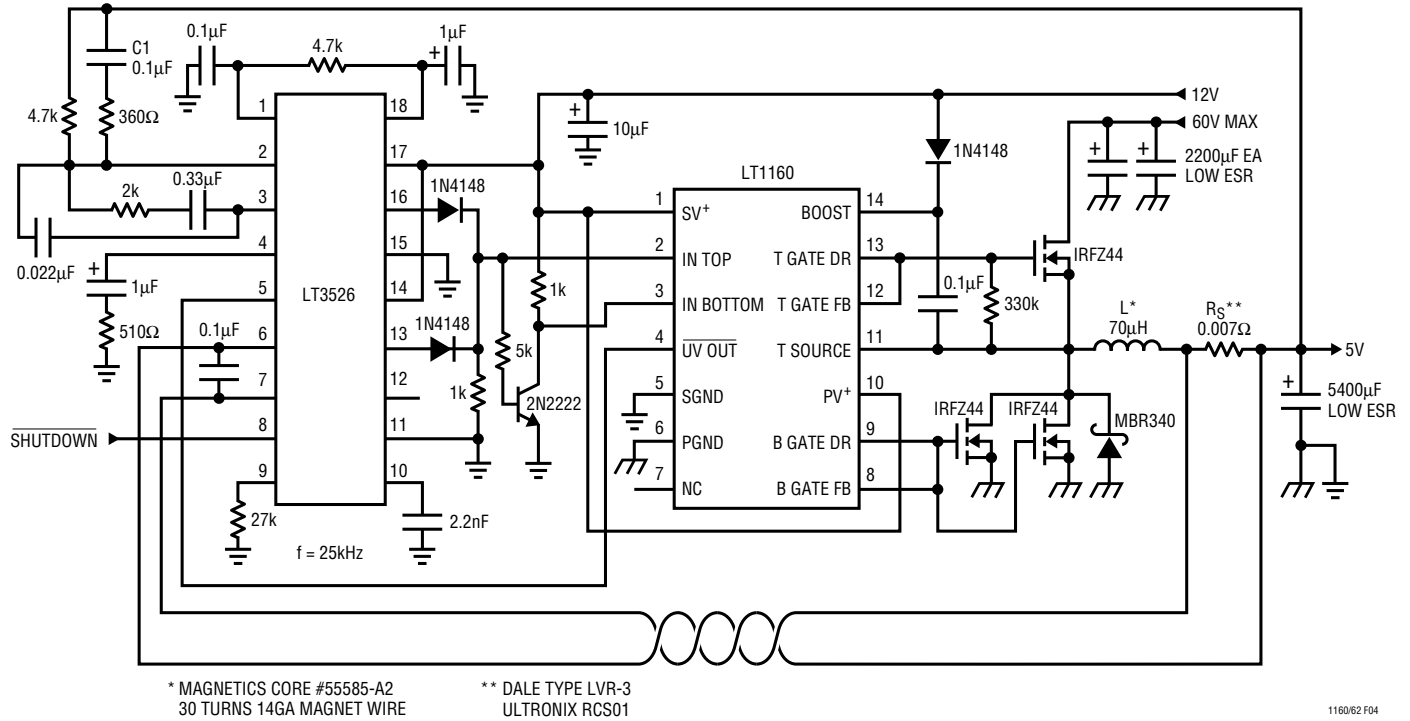 C1
0.1μF
4.7k
360Ω
0.1μF
4.7k
+
1μF
1
2
3
4
5
6
7
8
9
18
17
16
15
14
13
12
11
10
LT3526
2k
0.33μF
0.022μF
+
1μF
510Ω
0.1μF
SHUTDOWN
27k
2.2nF
f = 25kHz
1N4148
1N4148
1k
5k
1k
2N2222
+
10μF
12V
60V MAX
1N4148
+
+
2200μF EA
LOW ESR
LT1160
1
2
3
4
5
6
7
SV+
IN TOP
IN BOTTOM
UV OUT
SGND
PGND
NC
BOOST
T GATE DR
T GATE FB
T SOURCE
PV+
B GATE DR
B GATE FB
14
13
12
11
10
9
8
0.1μF
330k
IRFZ44
L*
70μH
RS**
0.007Ω
5V
IRFZ44
IRFZ44
MBR340
+
5400μF
LOW ESR
* MAGNETICS CORE #55585-A2
30 TURNS 14GA MAGNET WIRE
** DALE TYPE LVR-3
ULTRONIX RCS01
1160/62 F04